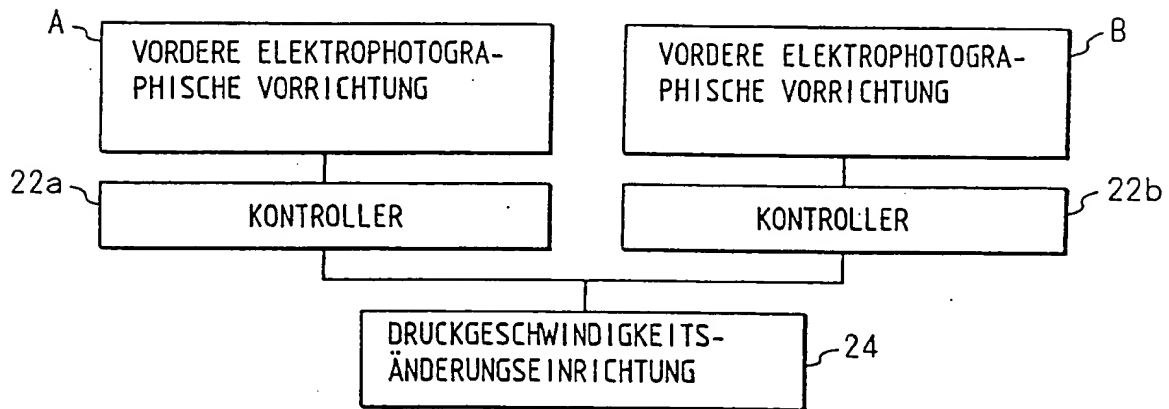 A
VORDERE ELEKTROPHOTOGRA-
PHISCHE VORRICHTUNG
VORDERE ELEKTROPHOTOGRA-
PHISCHE VORRICHTUNG
B
22a
KONTROLLER
KONTROLLER
22b
DRUCKGESCHWINDIGKEITS-
ÄNDERUNGSEINRICHTUNG
24